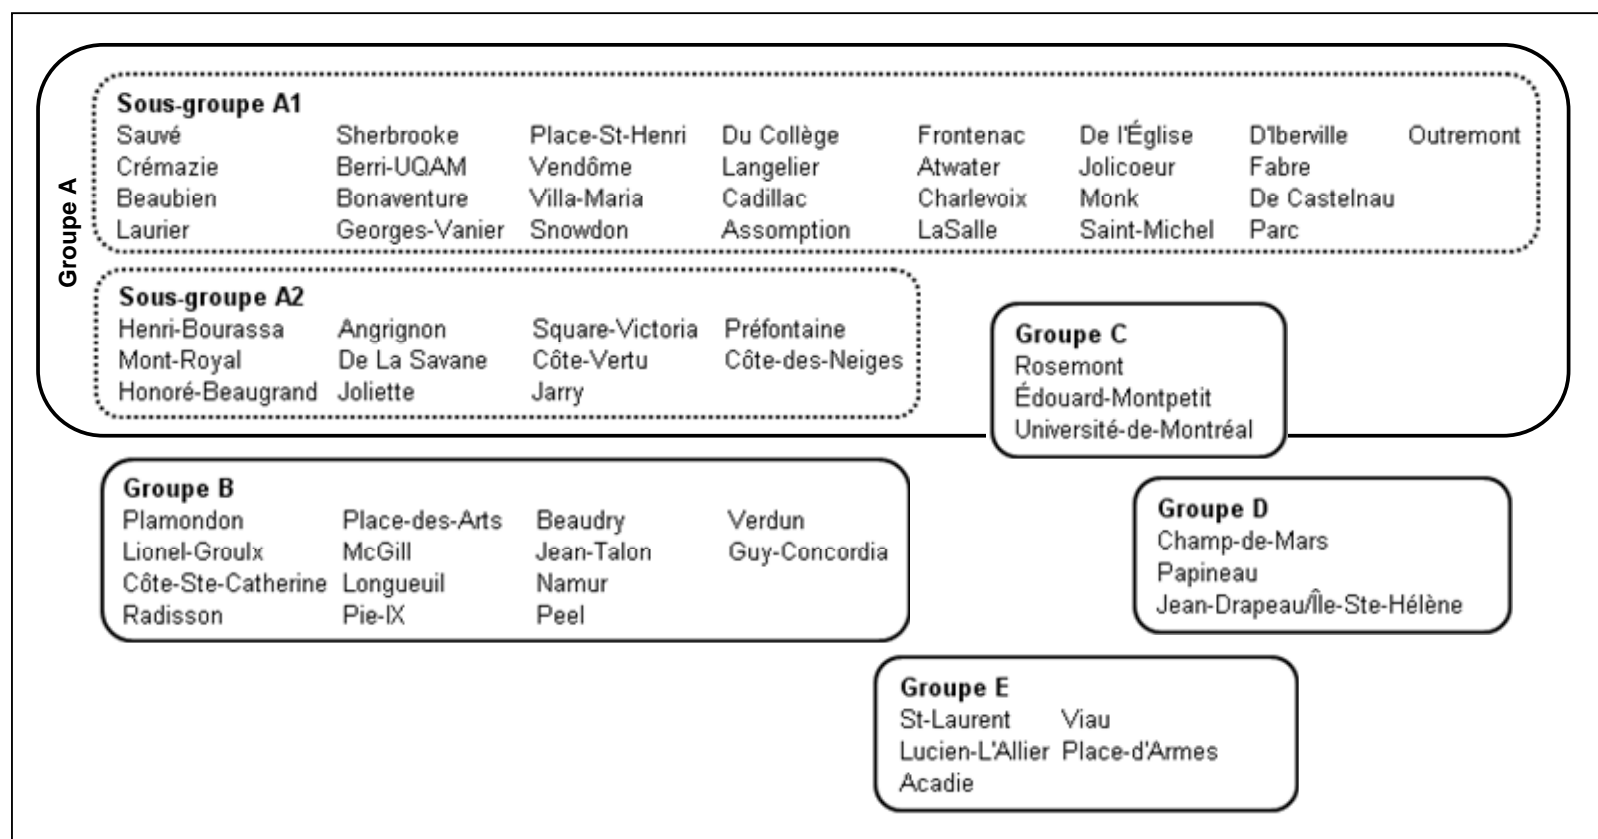 Groupe A
Sous-groupe A1
Sauvé Sherbrooke Place-St-Henri Du Collège Frontenac De l'Église D'Iberville Outremont
Crémazie Berri-UQAM Vendôme Langelier Atwater Jolicoeur Fabre
Beaubien Bonaventure Villa-Maria Cadillac Charlevoix Monk De Castelnau
Laurier Georges-Vanier Snowdon Assomption LaSalle Saint-Michel Parc
Sous-groupe A2
Henri-Bourassa Angrignon Square-Victoria Préfontaine
Mont-Royal De La Savane Côte-Vertu Côte-des-Neiges
Honoré-Beaugrand Joliette Jarry
Groupe C
Rosemont
Édouard-Montpetit
Université-de-Montréal
Groupe B
Plamondon Place-des-Arts Beaudry Verdun
Lionel-Groulx McGill Jean-Talon Guy-Concordia
Côte-Ste-Catherine Longueuil Namur
Radisson Pie-IX Peel
Groupe D
Champ-de-Mars
Papineau
Jean-Drapeau/Île-Ste-Hélène
Groupe E
St-Laurent Viau
Lucien-L'Allier Place-d'Armes
Acadie